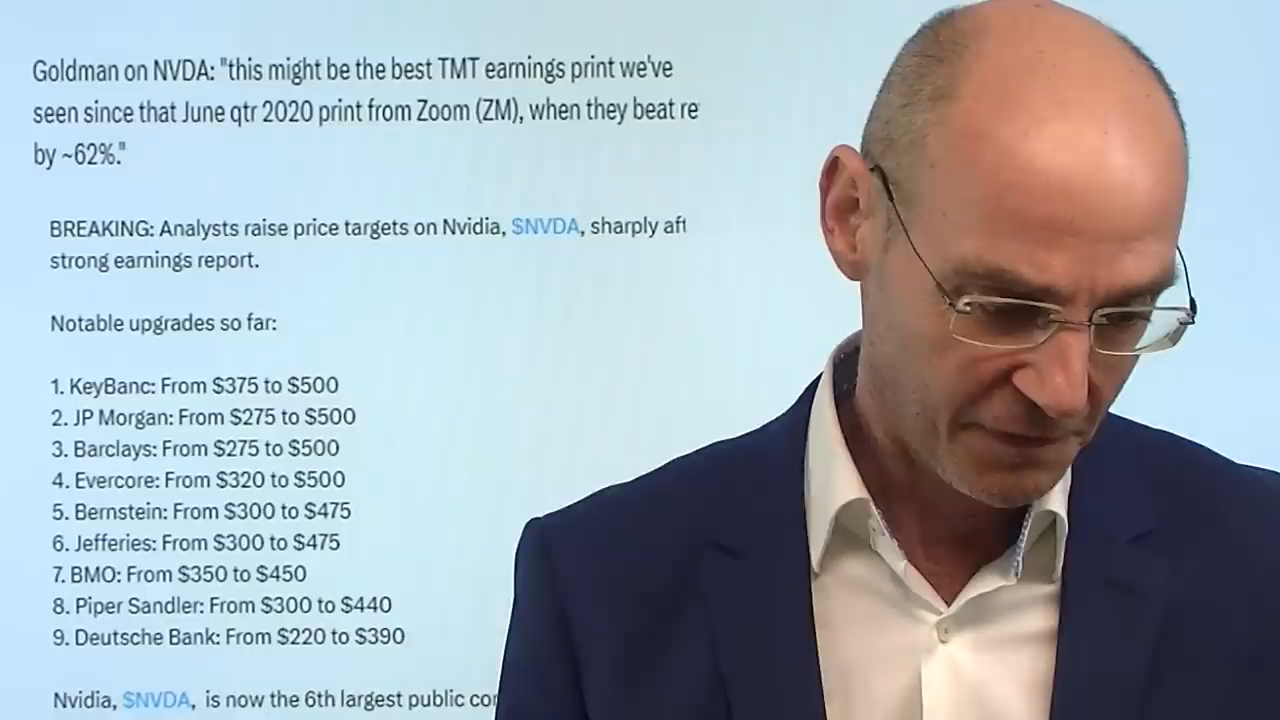 Goldman on NVDA: "this might be the best TMT earnings print we've
seen since that June qtr 2020 print from Zoom (ZM), when they beat re
by ~62%."
BREAKING: Analysts raise price targets on Nvidia, $NVDA, sharply aft
strong earnings report.
Notable upgrades so far:
1. KeyBanc: From $375 to $500
2. JP Morgan: From $275 to $500
3. Barclays: From $275 to $500
4. Evercore: From $320 to $500
5. Bernstein: From $300 to $475
6. Jefferies: From $300 to $475
7. BMO: From $350 to $450
8. Piper Sandler: From $300 to $440
9. Deutsche Bank: From $220 to $390
Nvidia, $NVDA, is now the 6th largest public cor